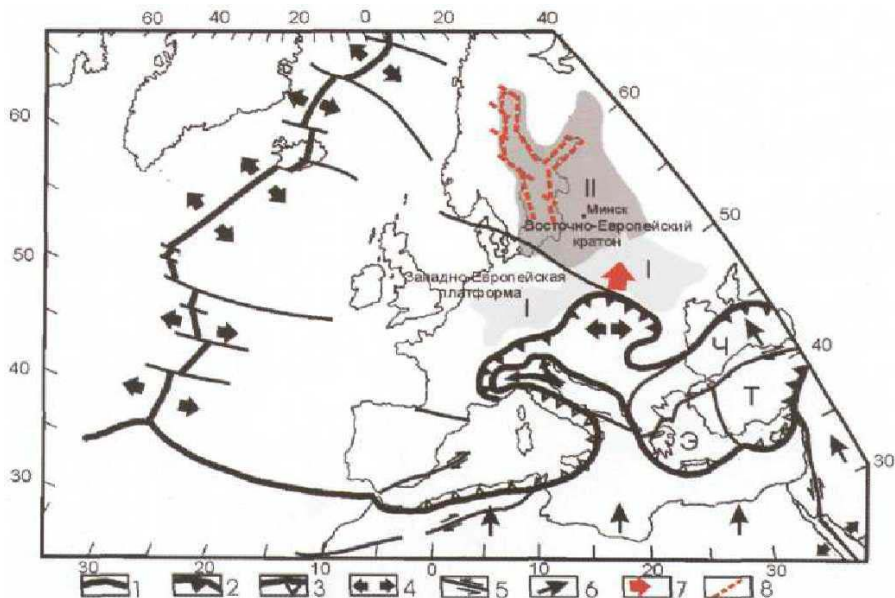 60 40 20 0 20 40
60
60
II
Минск
50
50
Восточно-Европейский
кратон
I
Западно-Европейская
платформа
I
Ч
40
40
Т
Э
30
30
30 20 10 0 10 20 30
1 2 3 4 5 6 7 8